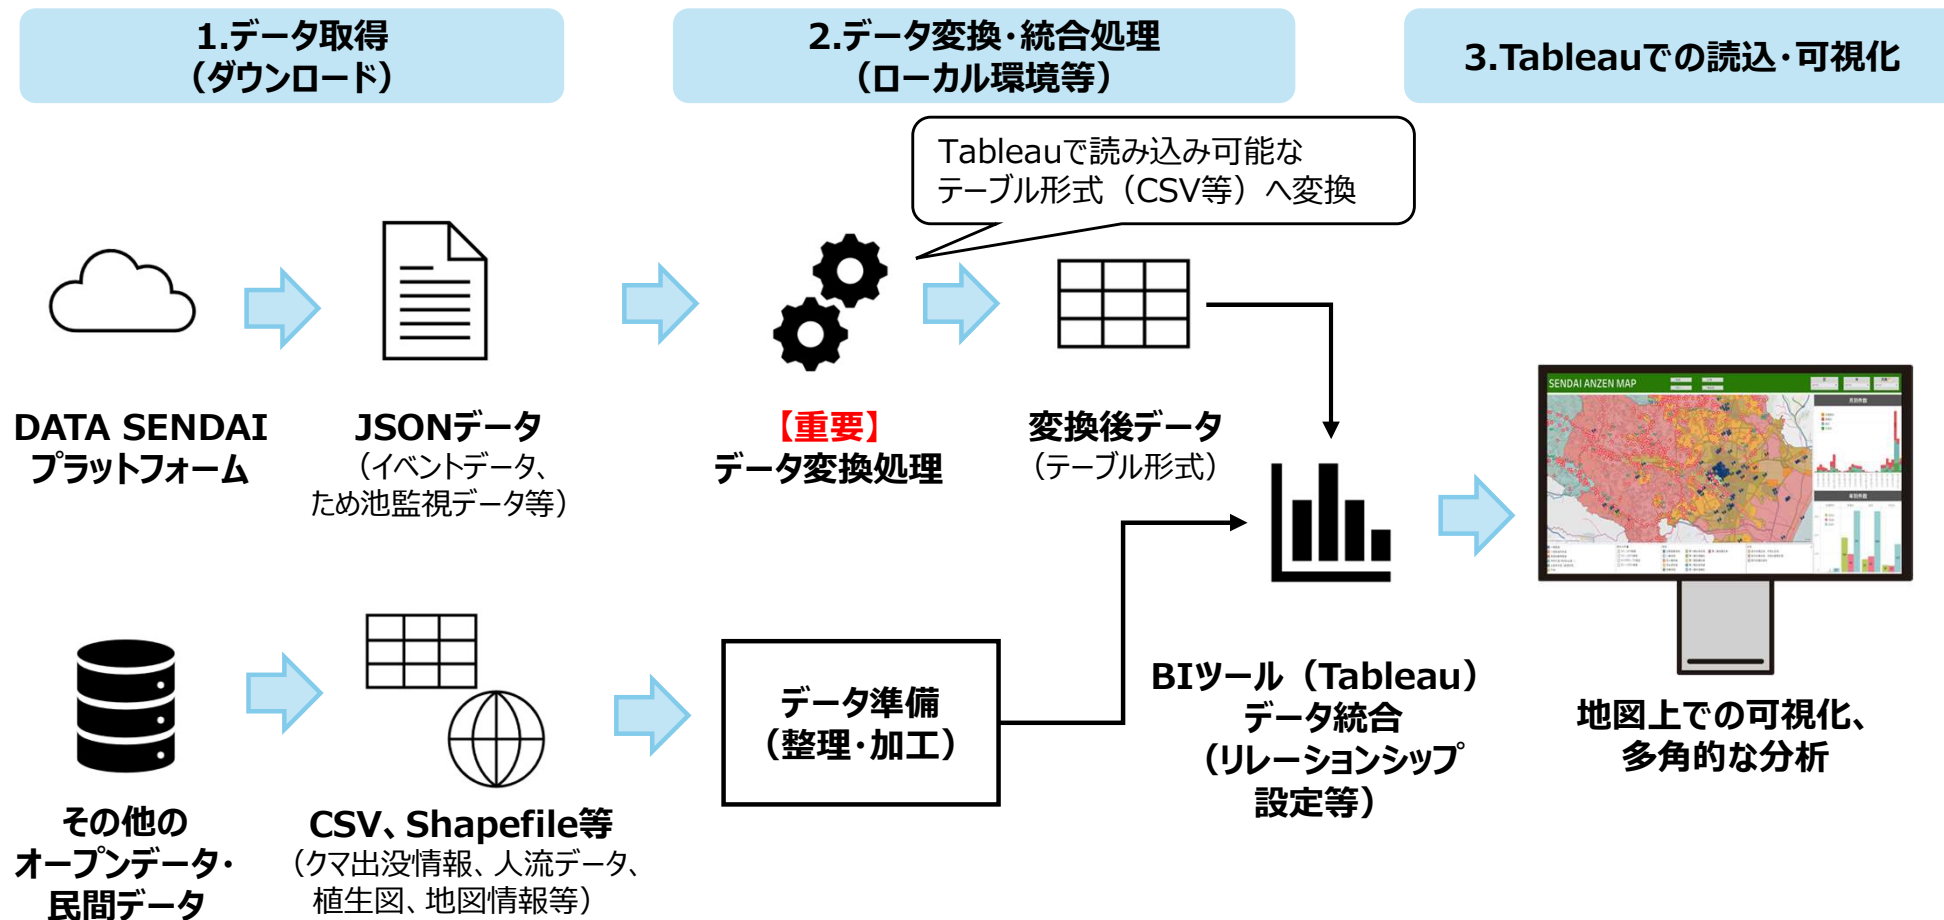 1.データ取得
（ダウンロード）
2.データ変換・統合処理
（ローカル環境等）
3.Tableauでの読込・可視化
Tableauで読み込み可能な
テーブル形式（CSV等）へ変換
DATA SENDAI
プラットフォーム
JSONデータ
（イベントデータ、
ため池監視データ等）
【重要】
データ変換処理
変換後データ
（テーブル形式）
その他の
オープンデータ・
民間データ
CSV、Shapefile等
（クマ出没情報、人流データ、
植生図、地図情報等）
データ準備
（整理・加工）
BIツール（Tableau）
データ統合
（リレーションシップ
設定等）
SENDAI ANZEN MAP
月別件数
年別件数
地図上での可視化、
多角的な分析